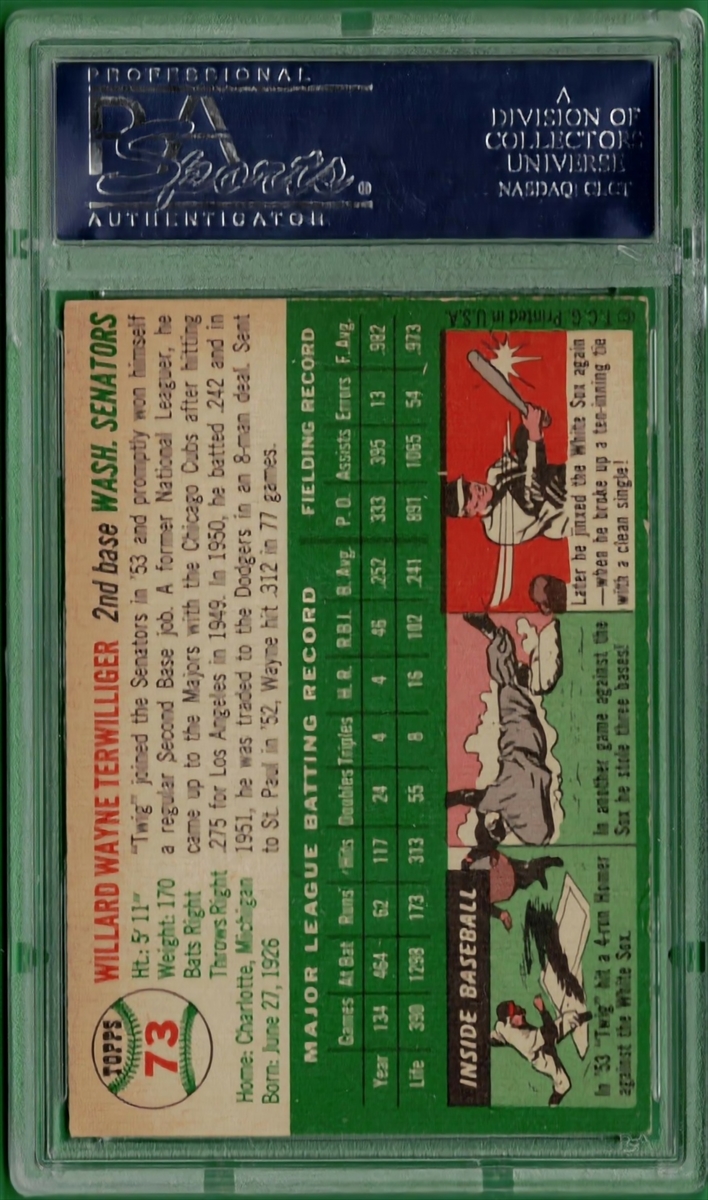 PROFESSIONAL
PSA
Sports®
AUTHENTICATOR
A
DIVISION OF
COLLECTORS
UNIVERSE
NASDAQ: CLCT
TOPPS
73
WILLARD WAYNE TERWILLIGER 2nd base WASH. SENATORS
Ht.: 5' 11"
Weight: 170
Bats Right
Throws Right
Home: Charlotte, Michigan
Born: June 27, 1926
"Twig" joined the Senators in '53 and promptly won himself
a regular Second Base job. A former National Leaguer, he
came up to the Majors with the Chicago Cubs after hitting
.275 for Los Angeles in 1949. In 1950, he batted .242 and in
1951, he was traded to the Dodgers in an 8-man deal. Sent
to St. Paul in '52, Wayne hit .312 in 77 games.
MAJOR LEAGUE BATTING RECORD FIELDING RECORD
Games At Bat Runs Hits Doubles Triples H. R. R.B.I. B. Avg. P. O. Assists Errors F. Avg.
Year 134 464 62 117 24 4 4 46 .252 333 395 13 .982
Life 390 1298 173 313 55 8 16 102 .241 891 1065 54 .973
INSIDE BASEBALL
In '53 "Twig" hit a 4-run Homer
against the White Sox.
In another game against the
Sox he stole three bases!
Later he jinxed the White Sox again
—when he broke up a ten-inning tie
with a clean single!
© T. C. G. Printed in U.S.A.